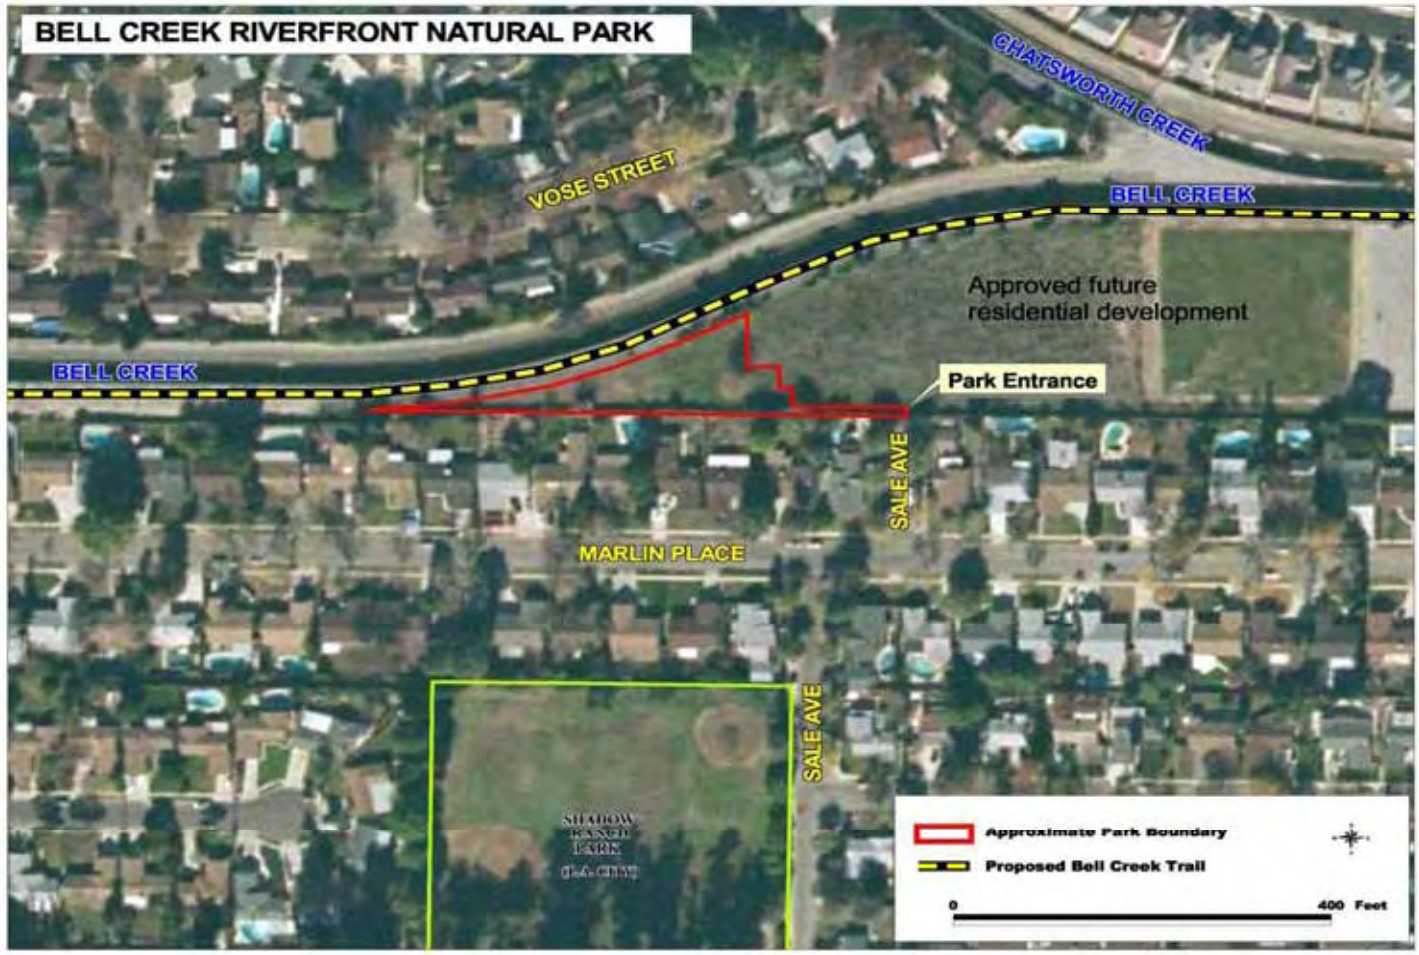 BELL CREEK RIVERFRONT NATURAL PARK
CHATSWORTH CREEK
VOSE STREET
BELL CREEK
Approved future
residential development
BELL CREEK
Park Entrance
SALE AVE
MARLIN PLACE
SALE AVE
SHADOW
RANCH
PARK
(L.A. CITY)
Approximate Park Boundary
Proposed Bell Creek Trail
0 400 Feet